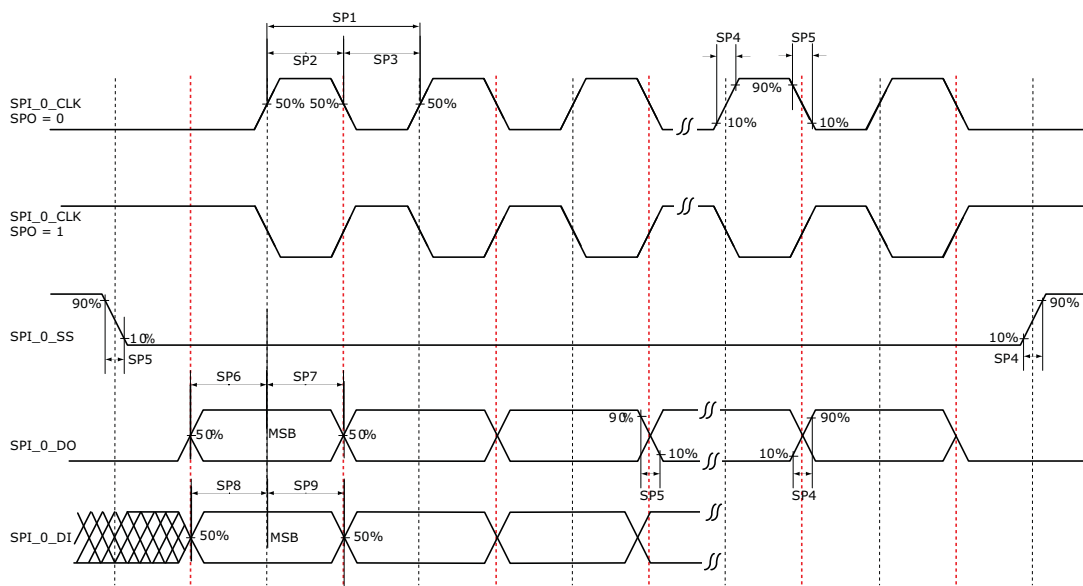 SP1
SP2 SP3
SP4 SP5
SPI_0_CLK
SPO = 0
50% 50% 50% 90%
10% 10%
SPI_0_CLK
SPO = 1
90% 90%
SPI_0_SS
10% 10%
SP5 SP4
SP6 SP7
SPI_0_DO
50% MSB 50% 90% 90%
10% 10%
SP5 SP4
SP8 SP9
SPI_0_DI
50% MSB 50%